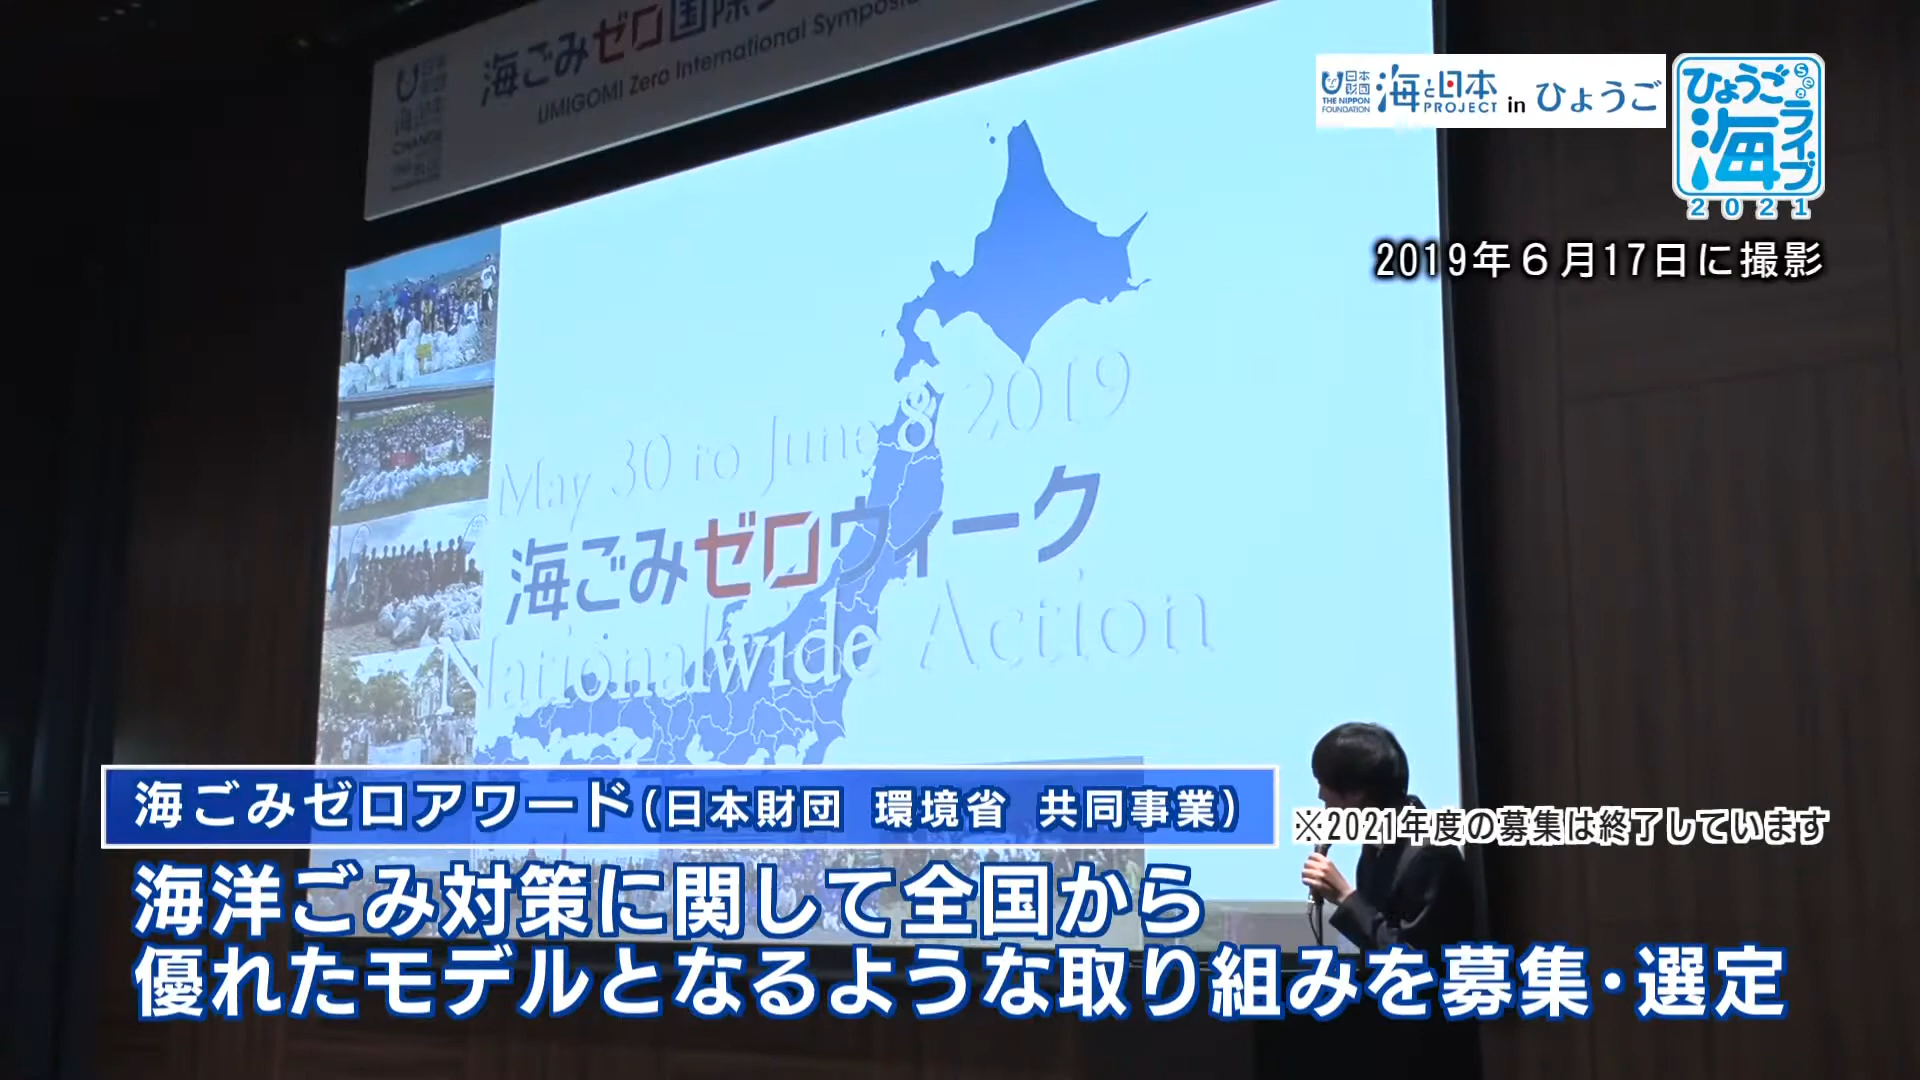 海ごみゼロ国際シ
UMIGOMI Zero International Symposiu
日本財団
THE NIPPON
FOUNDATION
海と日本
PROJECT
in ひょうご
ひょうご
Sea
海
ライブ
2021
2019年6月17日に撮影
CHANGE
May 30 to June 8 2019
海ごみゼロウィーク
Nationalwide Action
海ごみゼロアワード(日本財団 環境省 共同事業)
※2021年度の募集は終了しています
海洋ごみ対策に関して全国から
優れたモデルとなるような取り組みを募集・選定